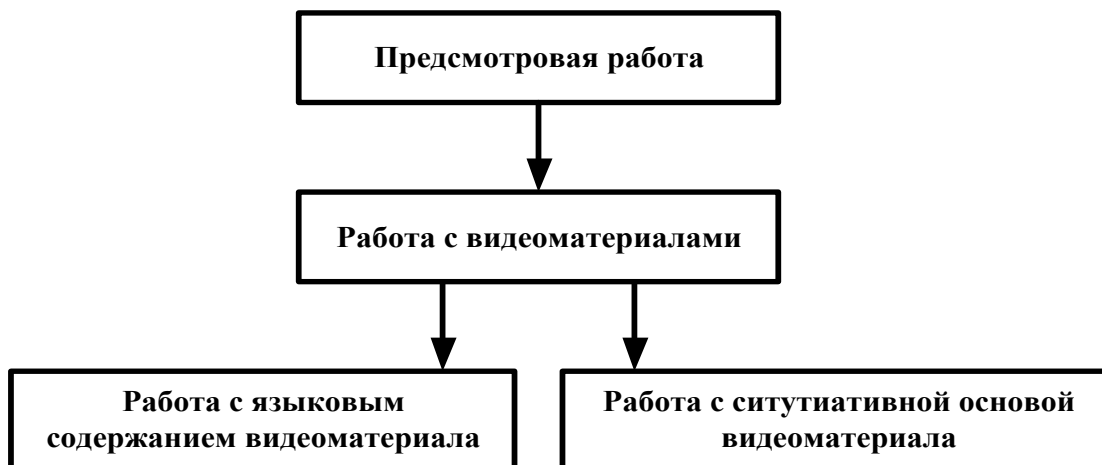 Предсмотровая работа
Работа с видеоматериалами
Работа с языковым
содержанием видеоматериала
Работа с ситутиативной основой
видеоматериала